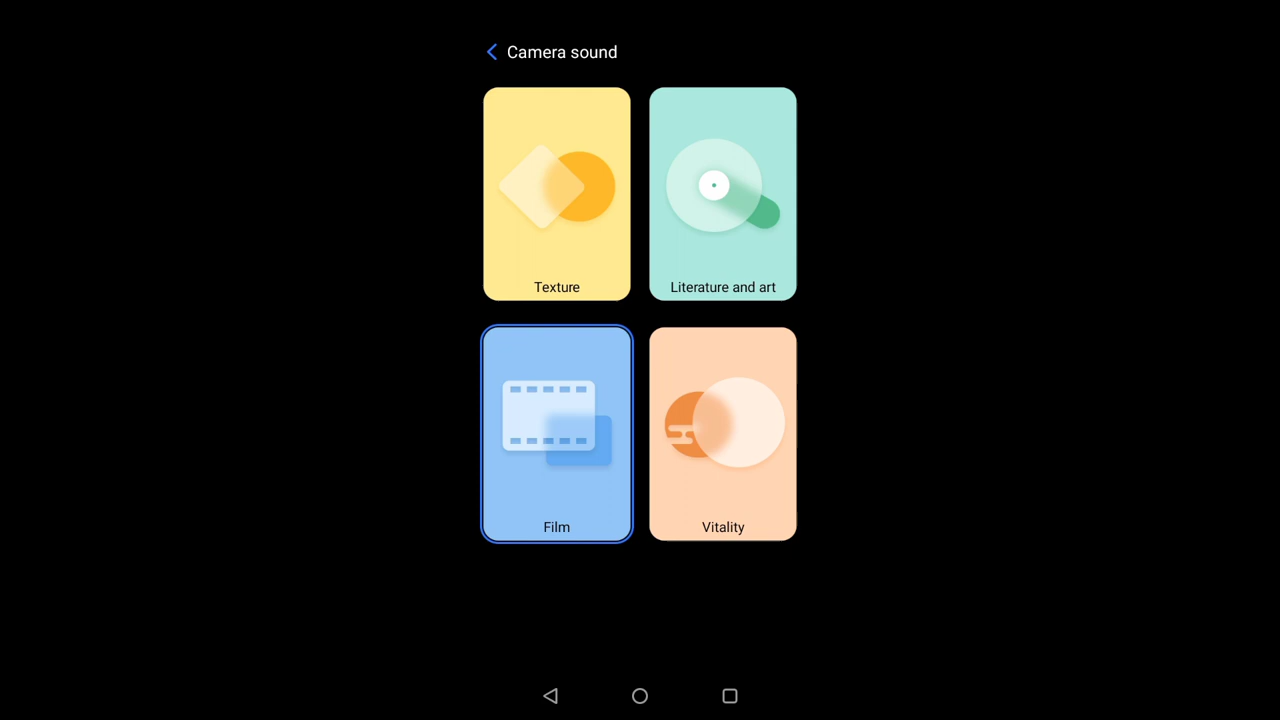 Camera sound
Texture
Literature and art
Film
Vitality